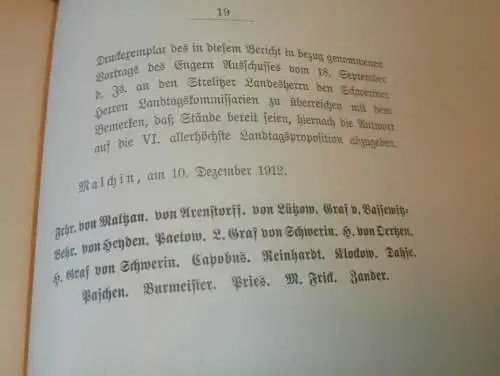 19
Druckexemplar des in diesem Bericht in bezug genommenen
Vortrags des Engern Ausschusses vom 18. September
d. Js. an den Strelitzer Landesherrn den Schweriner
Herren Landtagskommissarien zu überreichen mit dem
Bemerken, daß Stände bereit seien, hiernach die Antwort
auf die VI. allerhöchste Landtagsproposition abzugeben.
Malchin, am 10. Dezember 1912.
Frhr. von Maltzan. von Arenstorff. von Lützow. Graf v. Bassewitz-
Behr. von Heyden. Paetow. L. Graf von Schwerin. H. von Oertzen.
H. Graf von Schwerin. Capobus. Reinhardt. Klockow. Dahse.
Paschen. Burmeister. Pries. M. Frick. Zander.